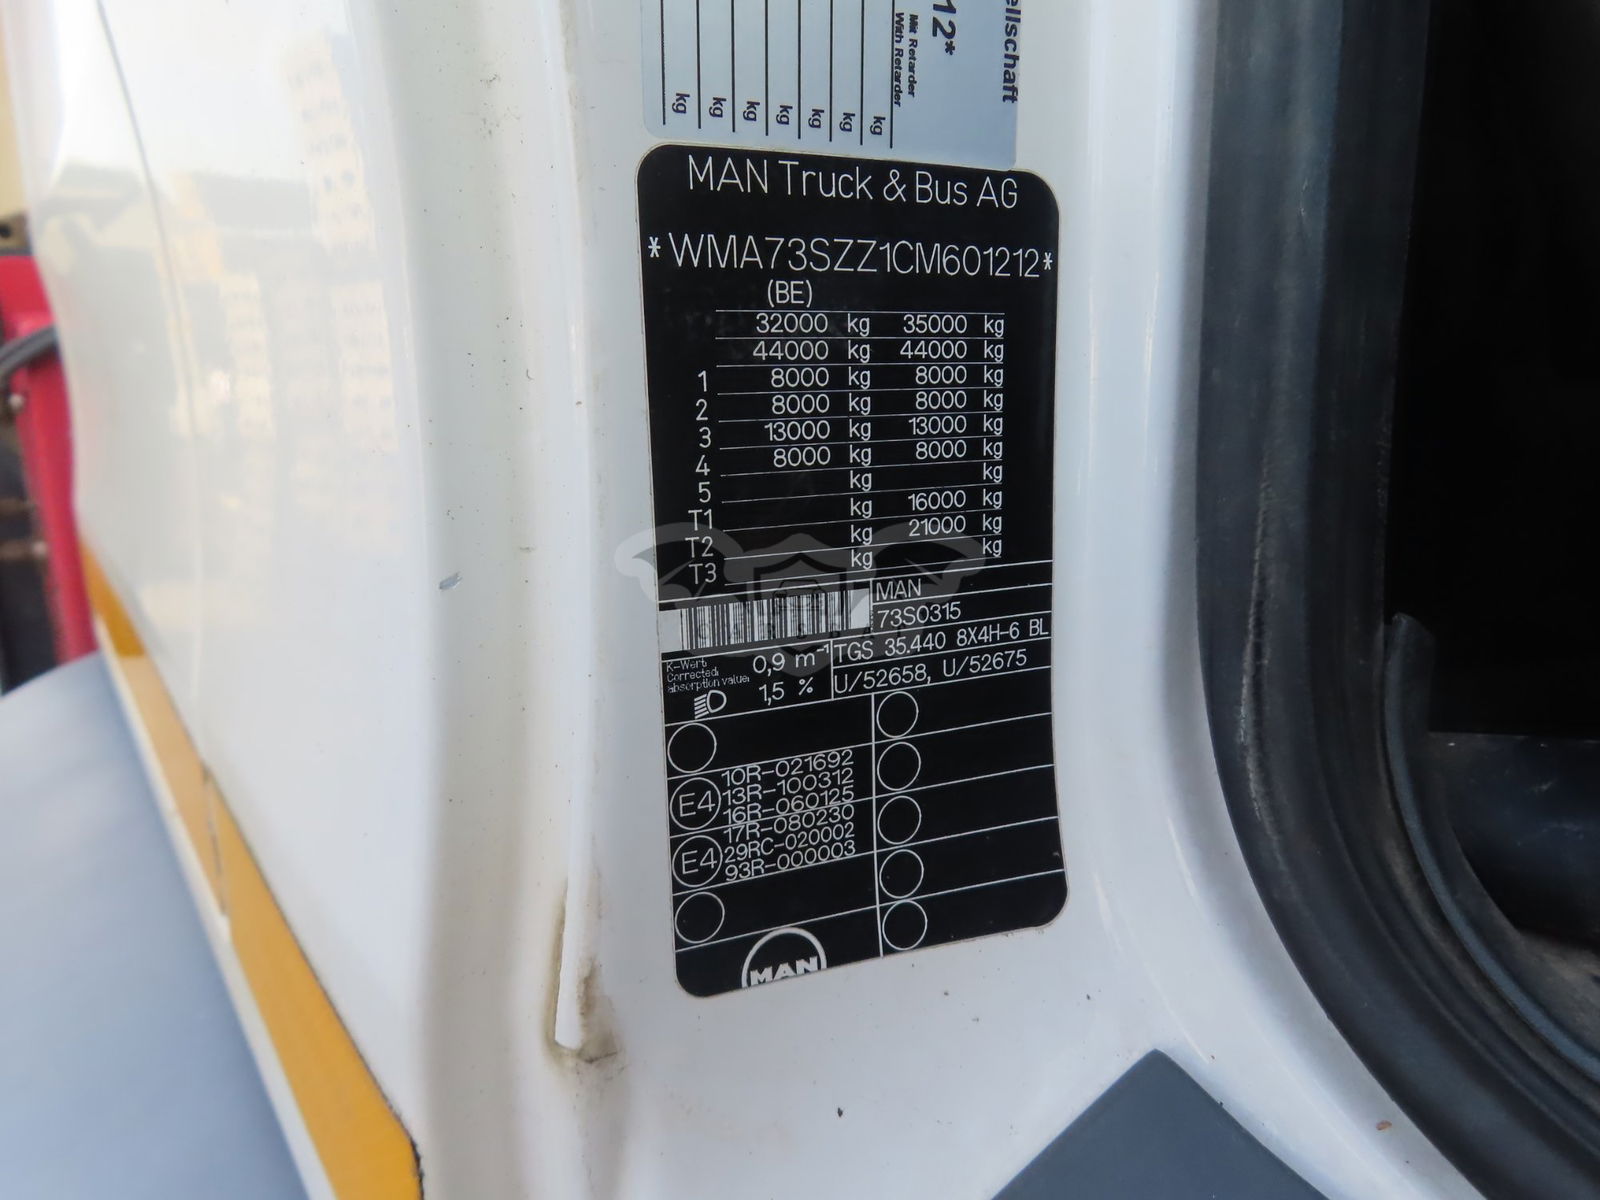 ellschaft
12*
Mit Retarder
With Retarder
kg
kg
kg
kg
kg
kg
kg
MAN Truck & Bus AG
*WMA73SZZ1CM601212*
(BE)
32000 kg 35000 kg
44000 kg 44000 kg
1 8000 kg 8000 kg
2 8000 kg 8000 kg
3 13000 kg 13000 kg
4 8000 kg 8000 kg
5 kg kg
T1 kg 16000 kg
T2 kg 21000 kg
T3 kg kg
MAN
73S0315
K-Wert:
Corrected
absorption value:
0,9 m-1
TGS 35.440 8X4H-6 BL
1,5 %
U/52658, U/52675
10R-021692
E4 13R-100312
16R-060125
17R-080230
E4 29RC-020002
93R-000003
MAN